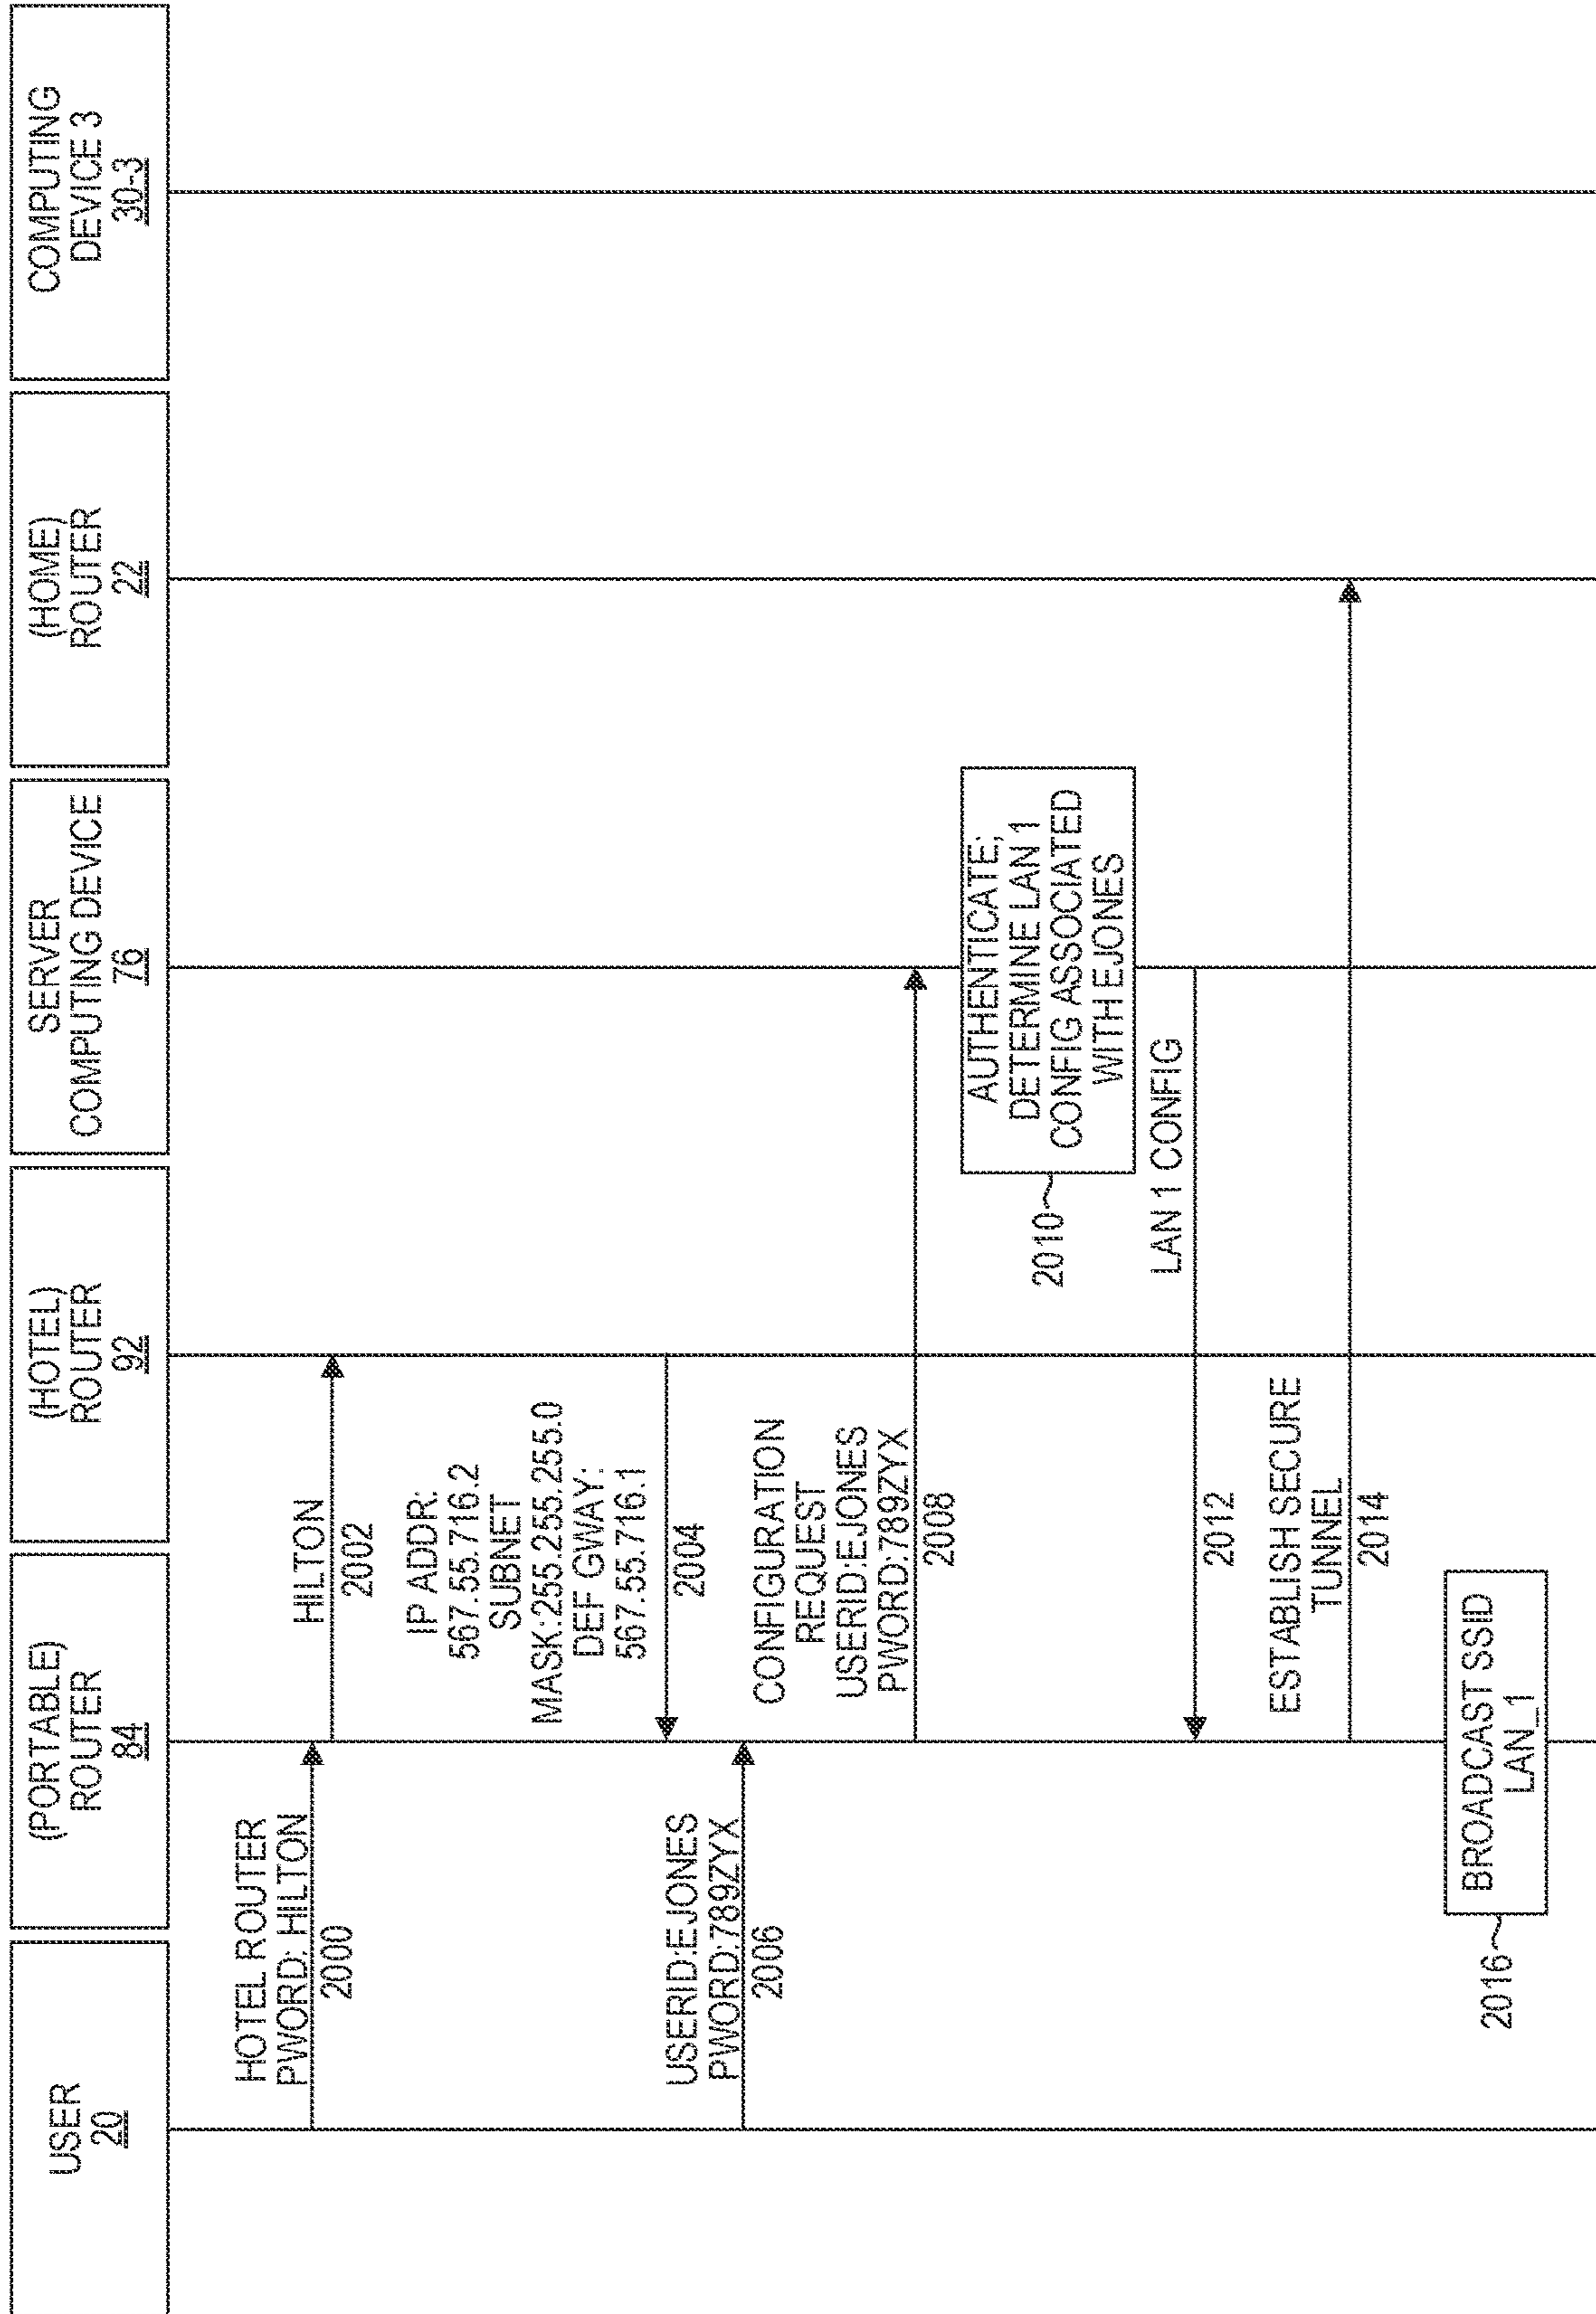 USER
20
(PORTABLE)
ROUTER
84
(HOTEL)
ROUTER
92
SERVER
COMPUTING DEVICE
76
(HOME)
ROUTER
22
COMPUTING
DEVICE 3
30-3
HOTEL ROUTER
PWORD: HILTON
2000
HILTON
2002
IP ADDR:
567.55.716.2
SUBNET
MASK:255.255.255.0
DEF GWAY:
567.55.716.1
2004
USERID:EJONES
PWORD:789ZYX
2006
CONFIGURATION
REQUEST
USERID:EJONES
PWORD:789ZYX
2008
AUTHENTICATE;
DETERMINE LAN 1
CONFIG ASSOCIATED
WITH EJONES
2010
LAN 1 CONFIG
2012
ESTABLISH SECURE
TUNNEL
2014
BROADCAST SSID
LAN_1
2016